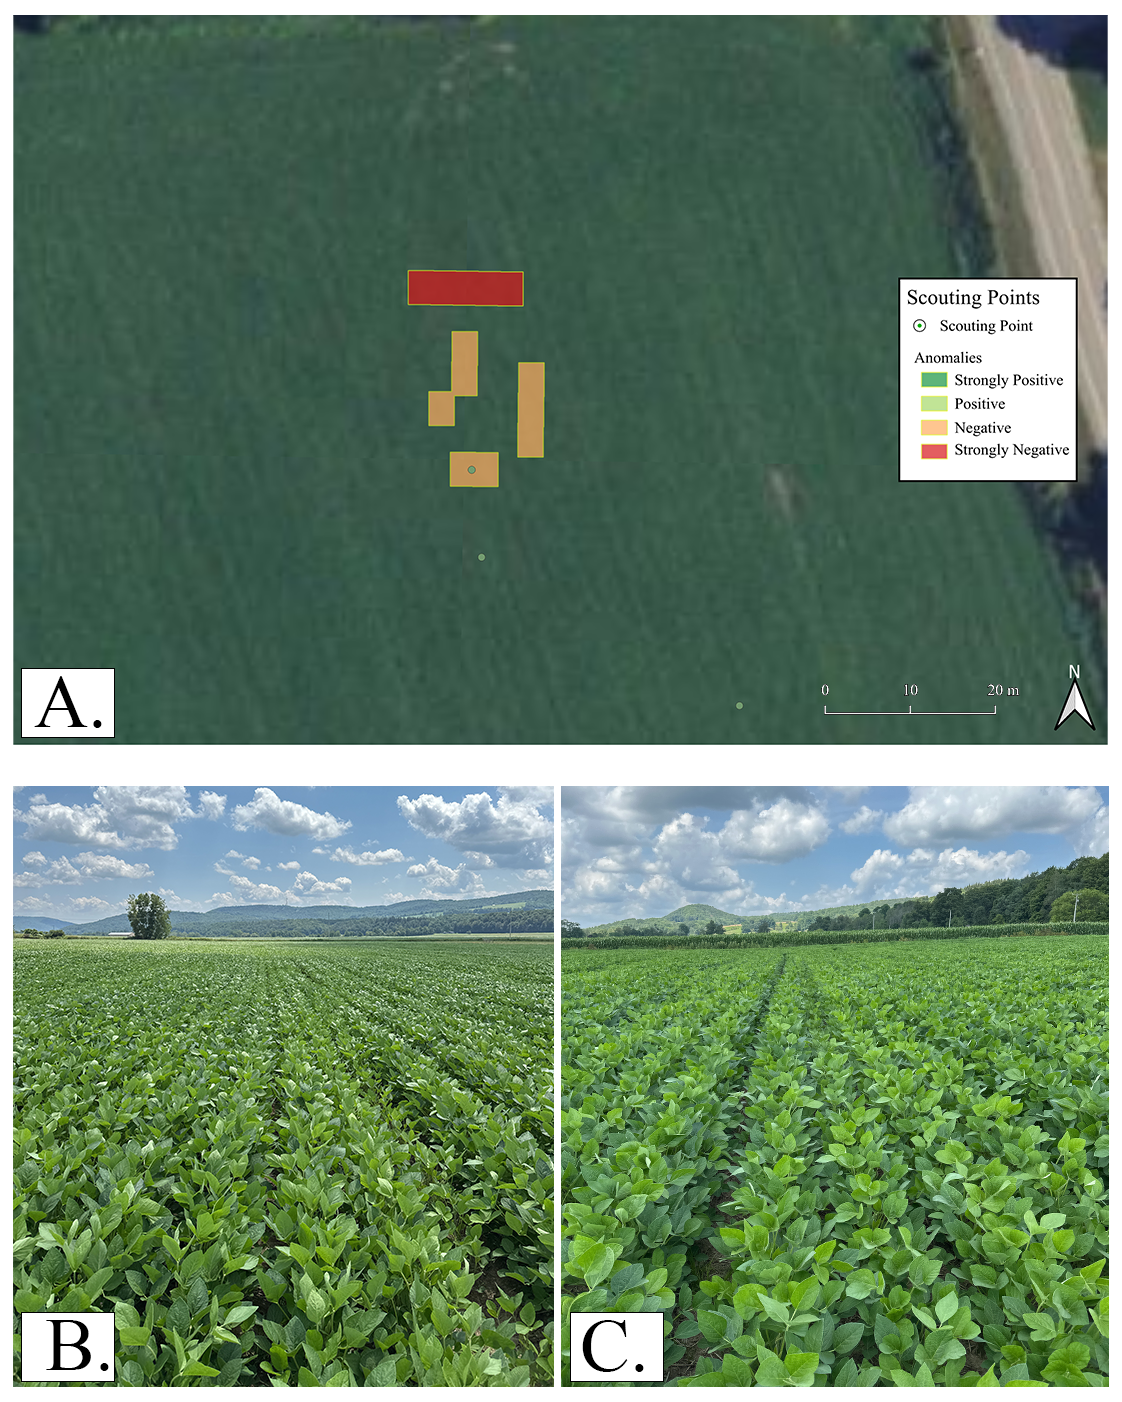 Scouting Points
Scouting Point
Anomalies
Strongly Positive
Positive
Negative
Strongly Negative
A.
0 10 20 m
N
B.
C.